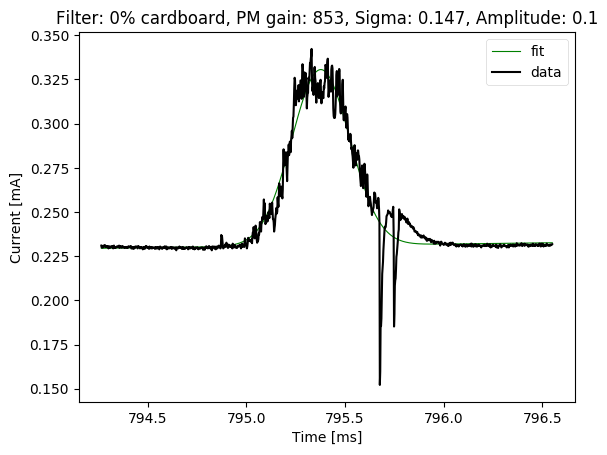 Filter: 0% cardboard, PM gain: 853, Sigma: 0.147, Amplitude: 0.1
0.350
0.325
0.300
0.275
0.250
0.225
0.200
0.175
0.150
Current [mA]
fit
data
794.5 795.0 795.5 796.0 796.5
Time [ms]